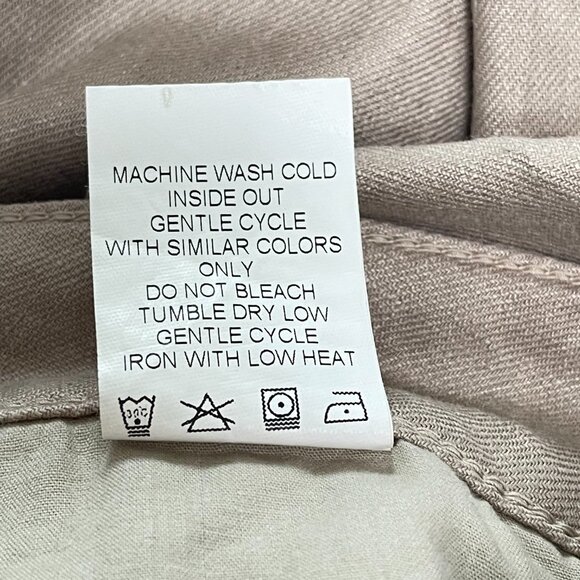 MACHINE WASH COLD
INSIDE OUT
GENTLE CYCLE
WITH SIMILAR COLORS
ONLY
DO NOT BLEACH
TUMBLE DRY LOW
GENTLE CYCLE
IRON WITH LOW HEAT
30°C